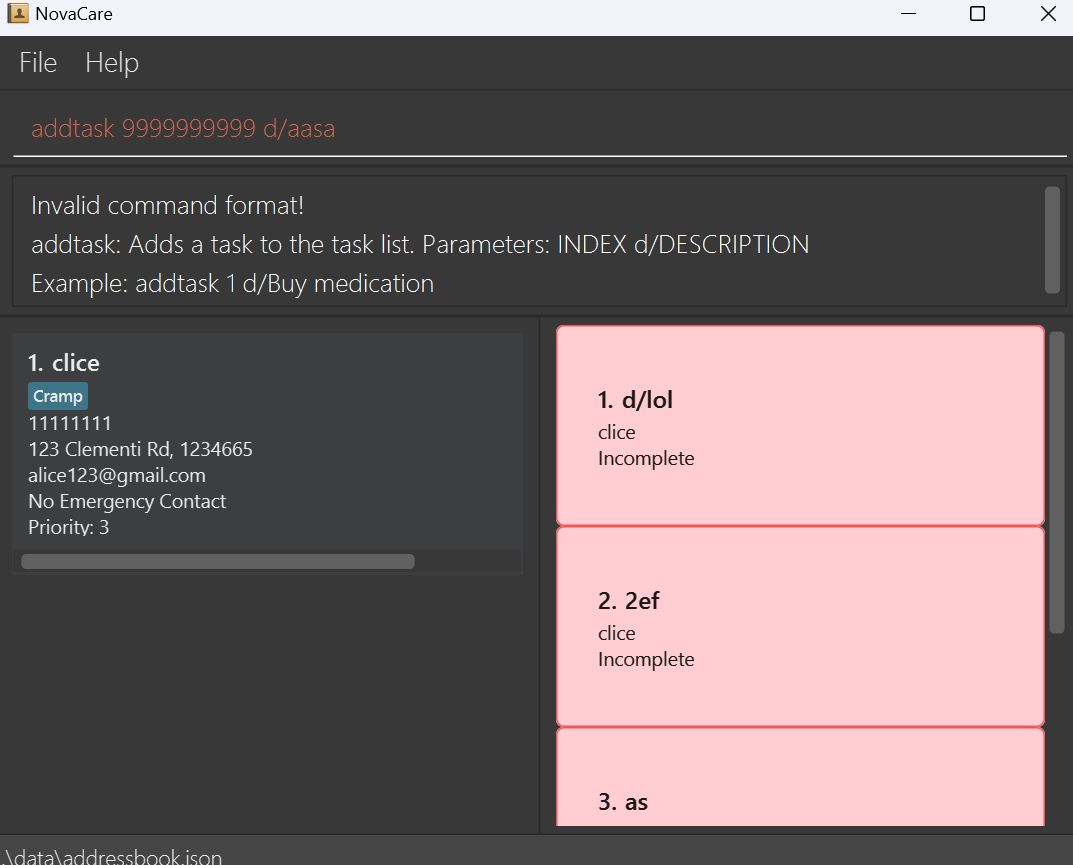 NovaCare
File Help
addtask 9999999999 d/aasa
Invalid command format!
addtask: Adds a task to the task list. Parameters: INDEX d/DESCRIPTION
Example: addtask 1 d/Buy medication
1. clice
Cramp
11111111
123 Clementi Rd, 1234665
alice123@gmail.com
No Emergency Contact
Priority: 3
1. d/lol
clice
Incomplete
2. 2ef
clice
Incomplete
3. as
.\data\addressbook.json